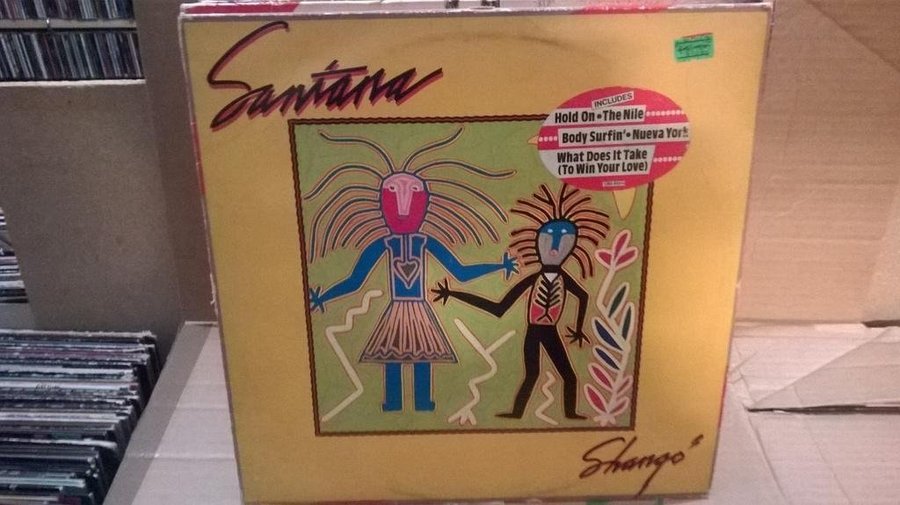 Santana
INCLUDES
Hold On • The Nile
Body Surfin' • Nueva York
What Does It Take
(To Win Your Love)
Shangó